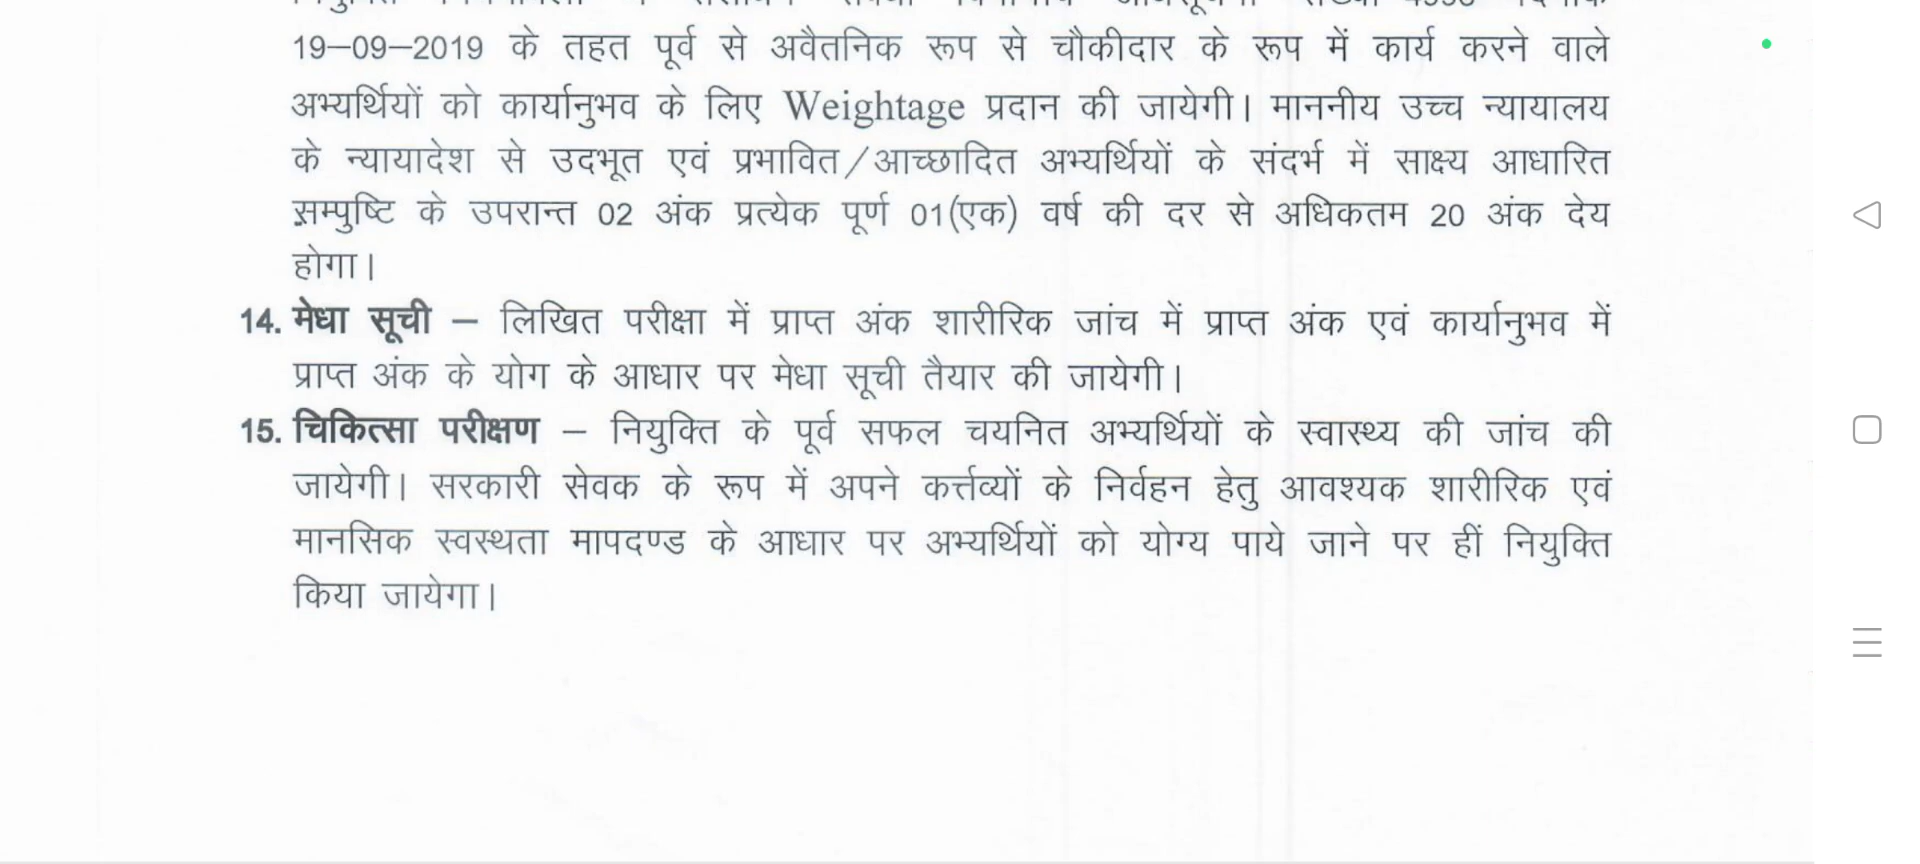 19–09–2019 के तहत पूर्व से अवैतनिक रूप से चौकीदार के रूप में कार्य करने वाले
अभ्यर्थियों को कार्यानुभव के लिए Weightage प्रदान की जायेगी। माननीय उच्च न्यायालय
के न्यायादेश से उदभूत एवं प्रभावित/आच्छादित अभ्यर्थियों के संदर्भ में साक्ष्य आधारित
सम्पुष्टि के उपरान्त 02 अंक प्रत्येक पूर्ण 01(एक) वर्ष की दर से अधिकतम 20 अंक देय
होगा।
14. मेधा सूची – लिखित परीक्षा में प्राप्त अंक शारीरिक जांच में प्राप्त अंक एवं कार्यानुभव में
प्राप्त अंक के योग के आधार पर मेधा सूची तैयार की जायेगी।
15. चिकित्सा परीक्षण – नियुक्ति के पूर्व सफल चयनित अभ्यर्थियों के स्वास्थ्य की जांच की
जायेगी। सरकारी सेवक के रूप में अपने कर्त्तव्यों के निर्वहन हेतु आवश्यक शारीरिक एवं
मानसिक स्वस्थता मापदण्ड के आधार पर अभ्यर्थियों को योग्य पाये जाने पर हीं नियुक्ति
किया जायेगा।